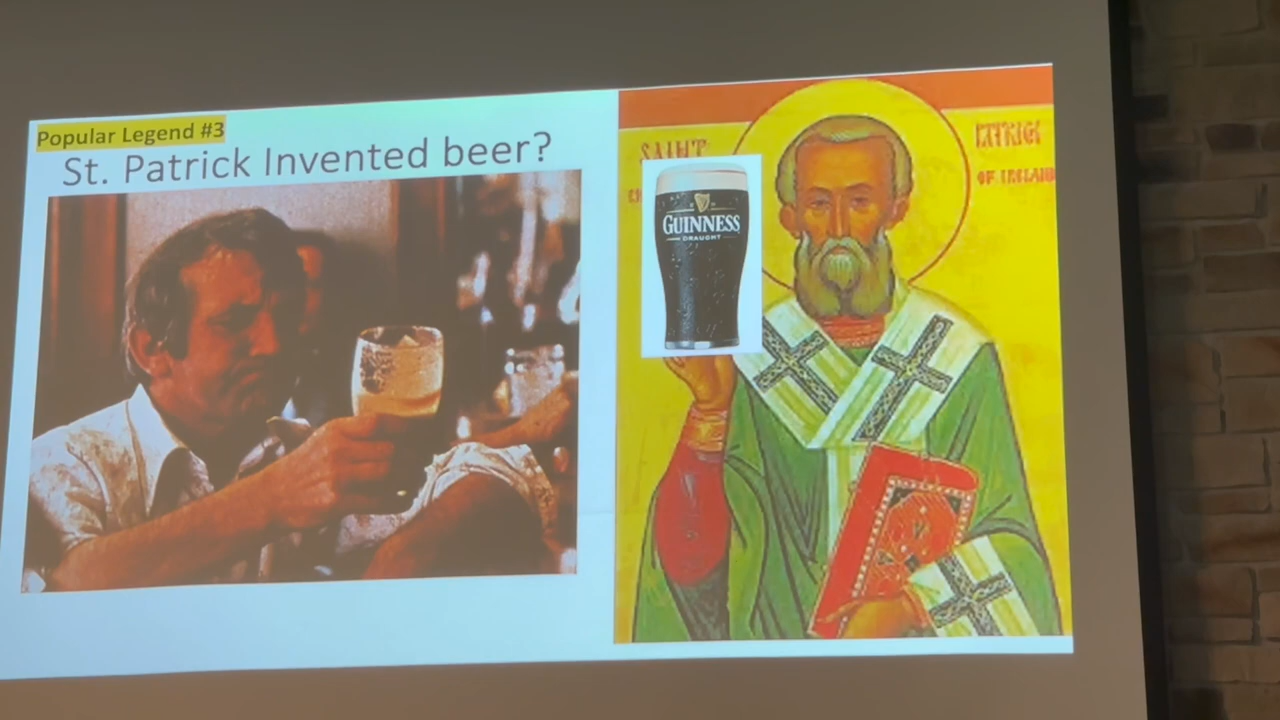 Popular Legend #3
St. Patrick Invented beer?
SAINT
GUINNESS
DRAUGHT
OF IRELAND